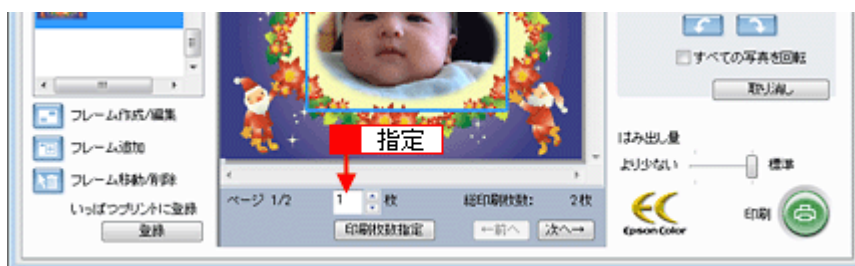 すべての写真を回転
取り消し
フレーム作成/編集
フレーム追加
フレーム移動/削除
いっぱつプリントに登録
登録
指定
ページ 1/2 1 枚 総印刷枚数: 2枚
印刷枚数指定 ←前へ 次へ→
はみ出し量
より少ない 標準
Epson Color 印刷